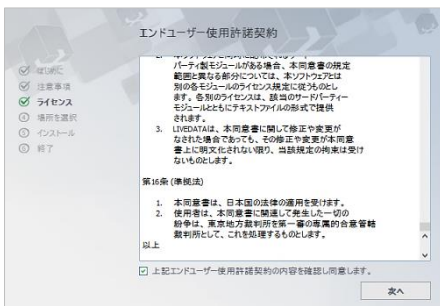 エンドユーザー使用許諾契約
はじめに
注意事項
ライセンス
④ 場所を選択
⑤ インストール
⑥ 終了
パーティ製モジュールがある場合、本同意書の規定
範囲と異なる部分については、本ソフトウェアとは
別の各モジュールのライセンス規定に従うものとし
ます。各別のライセンスは、該当のサードパーティー
モジュールとともにテキストファイルの形式で提供
されます。
3. LIVEDATAは、本同意書に関して修正や変更が
なされた場合であっても、その修正や変更が本同意
書上に明文化されない限り、当該規定の拘束は受け
ないものとします。
第16条 (準拠法)
1. 本同意書は、日本国の法律の適用を受けます。
2. 使用者は、本同意書に関連して発生した一切の
紛争は、東京地方裁判所を第一審の専属的合意管轄
裁判所として、これを処理するものとします。
以上
上記エンドユーザー使用許諾契約の内容を確認し同意します。
次へ